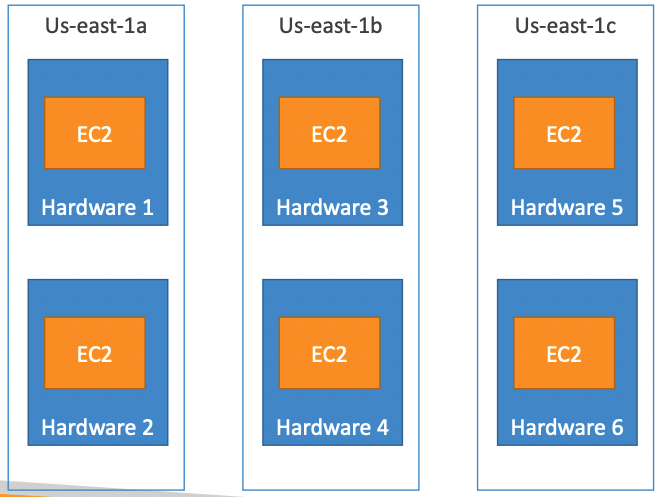 Us-east-1a
EC2
Hardware 1
EC2
Hardware 2
Us-east-1b
EC2
Hardware 3
EC2
Hardware 4
Us-east-1c
EC2
Hardware 5
EC2
Hardware 6